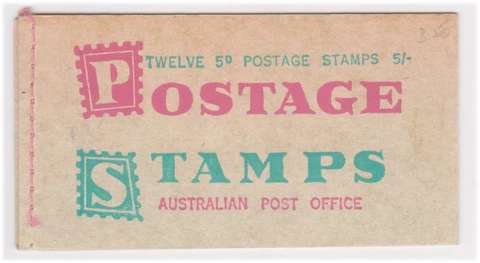 TWELVE 5D POSTAGE STAMPS 5/-
POSTAGE
STAMPS
AUSTRALIAN POST OFFICE